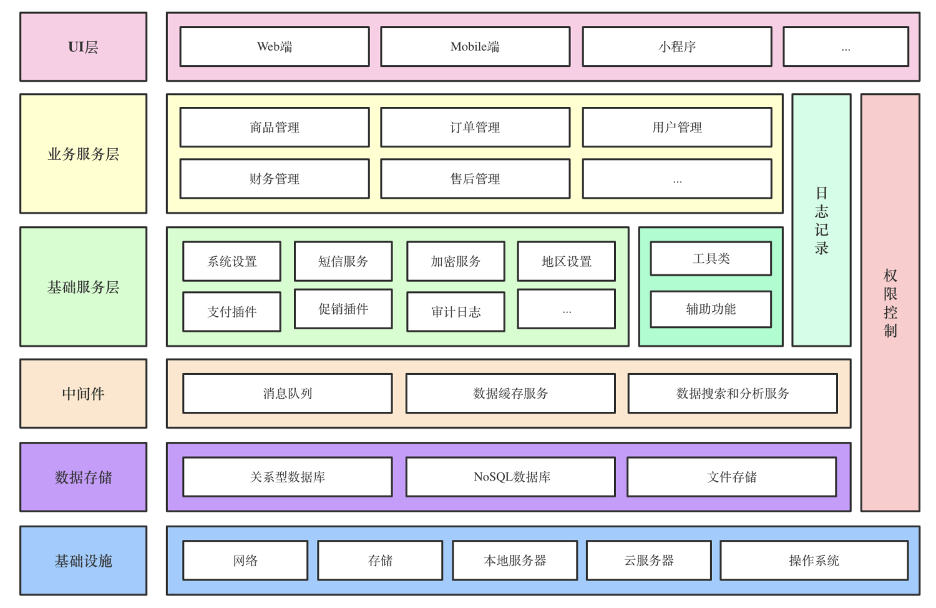 UI层
Web端
Mobile端
小程序
...
业务服务层
商品管理
订单管理
用户管理
财务管理
售后管理
...
日志记录
权限控制
基础服务层
系统设置
短信服务
加密服务
地区设置
支付插件
促销插件
审计日志
...
工具类
辅助功能
中间件
消息队列
数据缓存服务
数据搜索和分析服务
数据存储
关系型数据库
NoSQL数据库
文件存储
基础设施
网络
存储
本地服务器
云服务器
操作系统